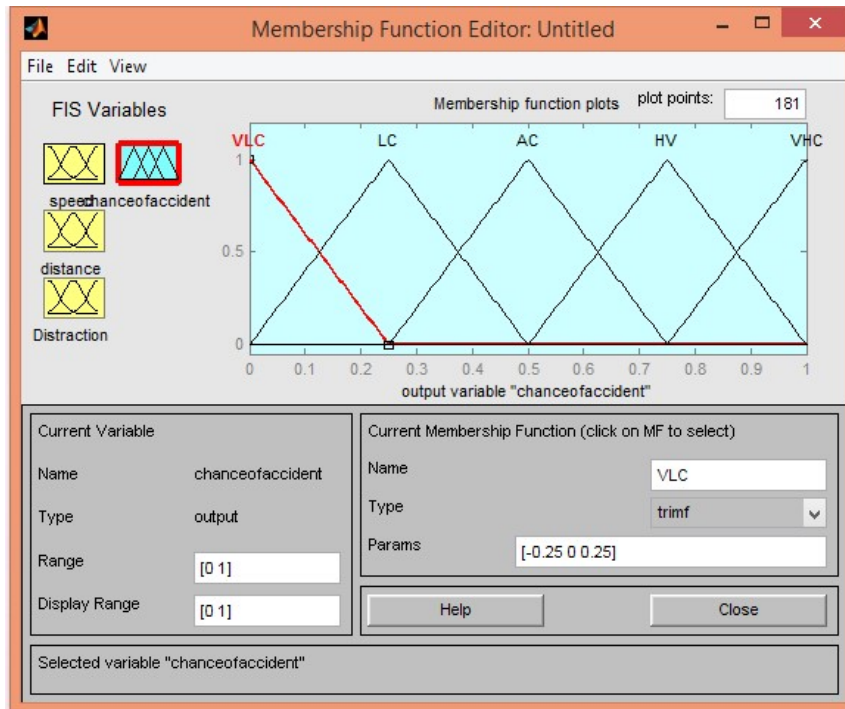 Membership Function Editor: Untitled
File Edit View
FIS Variables
Membership function plots
plot points:
181
VLC
LC
AC
HV
VHC
speed
chanceofaccident
distance
Distraction
1
0.5
0
0 0.1 0.2 0.3 0.4 0.5 0.6 0.7 0.8 0.9 1
output variable "chanceofaccident"
Current Variable
Name chanceofaccident
Type output
Range [0 1]
Display Range [0 1]
Current Membership Function (click on MF to select)
Name VLC
Type trimf
Params [-0.25 0 0.25]
Help
Close
Selected variable "chanceofaccident"